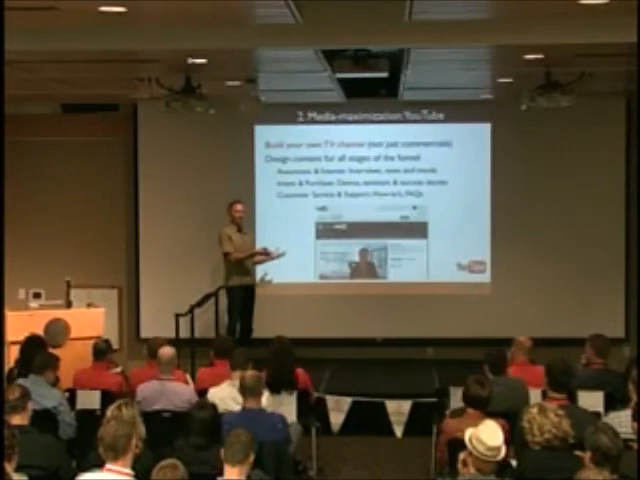 2. Media-maximization: YouTube
Build your own TV channel (not just commercials)
Design content for all stages of the funnel
Awareness & Interest: Interviews, news and trends
Intent & Purchase: Demos, seminars & success stories
Customer Service & Support: How-to's, FAQs
YouTube